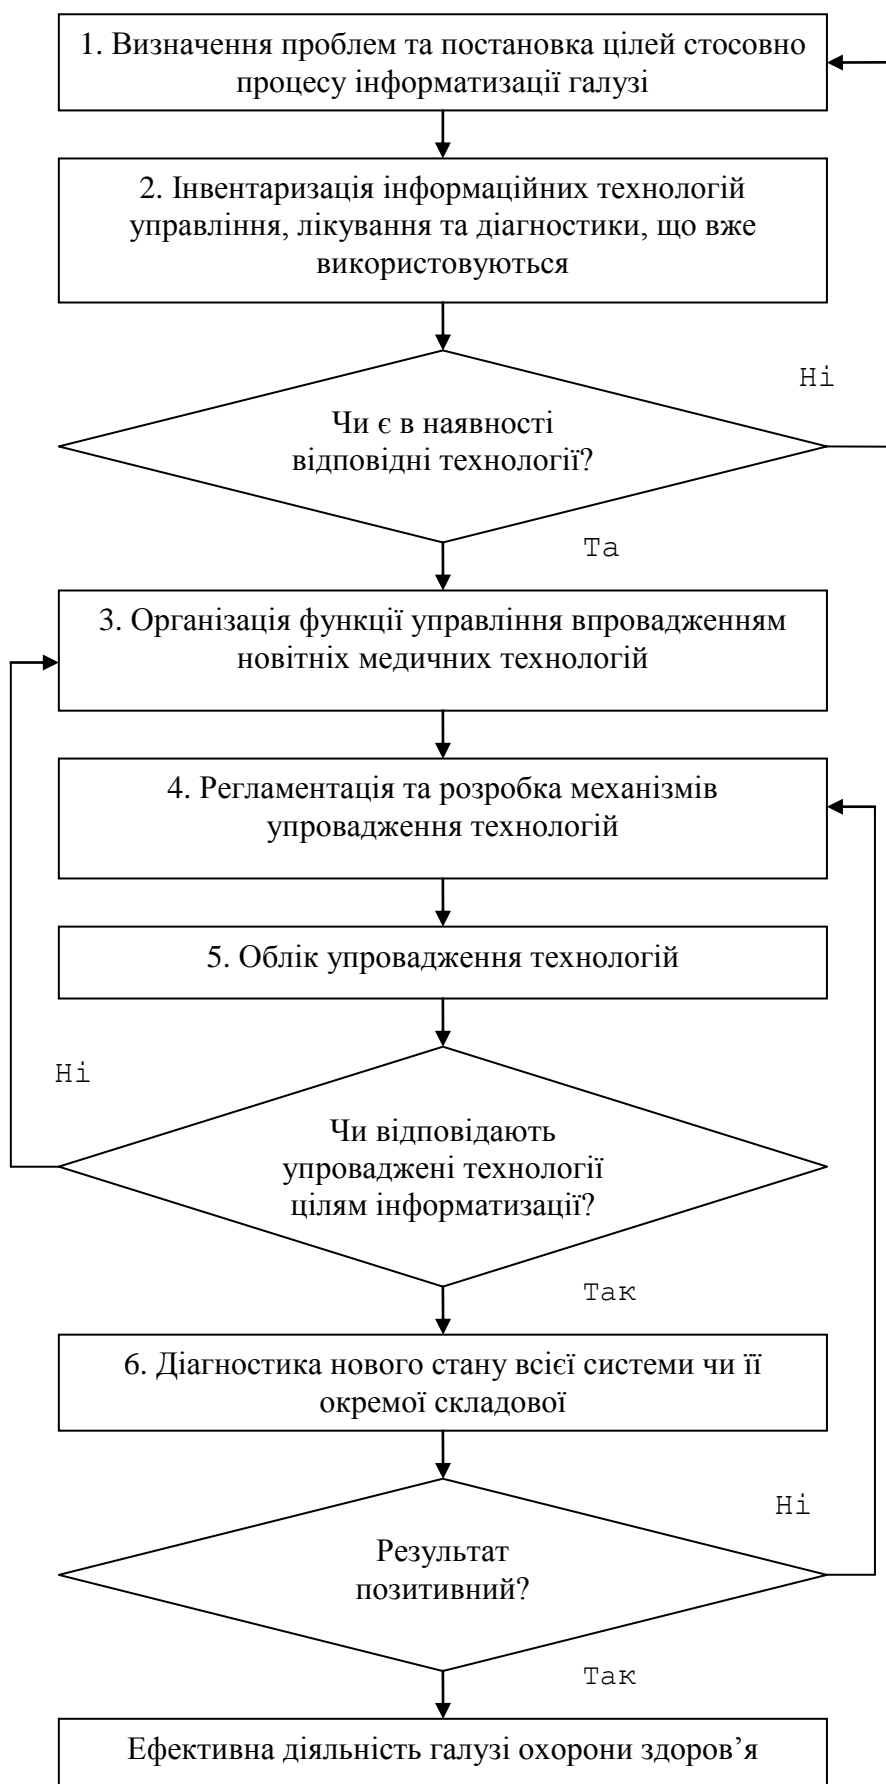 1. Визначення проблем та постановка цілей стосовно
процесу інформатизації галузі
2. Інвентаризація інформаційних технологій
управління, лікування та діагностики, що вже
використовуються
Ні
Чи є в наявності
відповідні технології?
Та
3. Організація функції управління впровадженням
новітніх медичних технологій
4. Регламентація та розробка механізмів
упровадження технологій
5. Облік упровадження технологій
Ні
Чи відповідають
упроваджені технології
цілям інформатизації?
Так
6. Діагностика нового стану всієї системи чи її
окремої складової
Ні
Результат
позитивний?
Так
Ефективна діяльність галузі охорони здоров’я